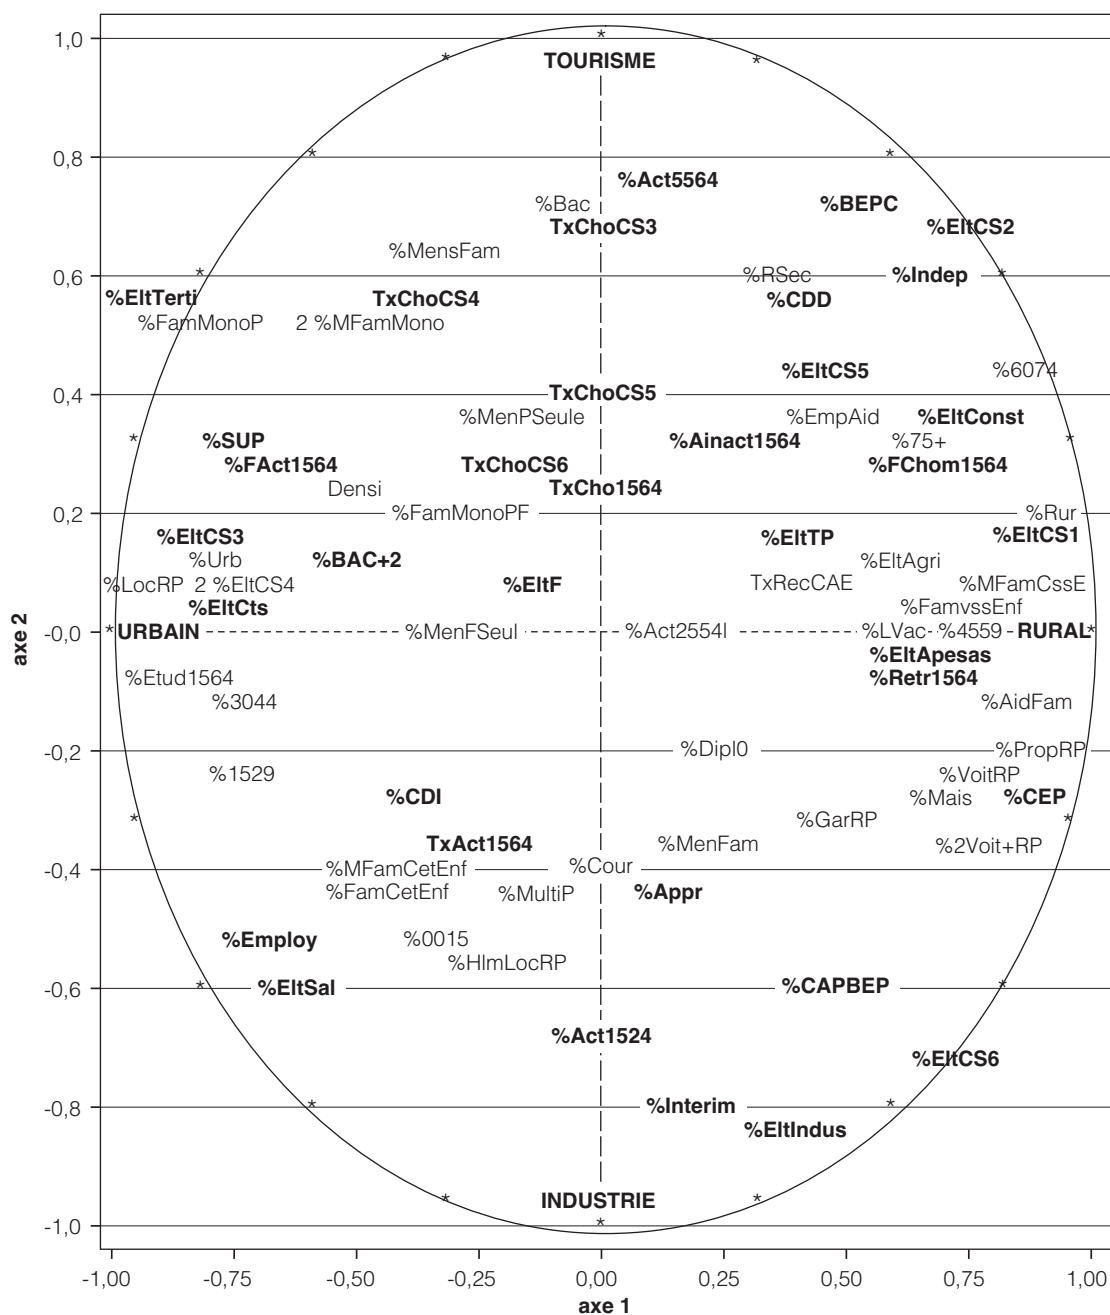 1,0
TOURISME
0,8
%Act5564
%Bac
%BEPC
TxChoCS3
%EltCS2
%MensFam
0,6
%RSec
%Indep
%EltTerti
TxChoCS4
%CDD
%FamMonoP
2 %MFamMono
%EltCS5
%6074
0,4
TxChoCS5
%MenPSeule
%EmpAid
%EltConst
%SUP
%Ainact1564
%75+
%FAct1564
TxChoCS6
%FChom1564
Densi
TxCho1564
0,2
%FamMonoPF
%Rur
%EltCS3
%EltTP
%EltCS1
%Urb
%BAC+2
%EltAgri
%LocRP
2 %EltCS4
%EltF
TxRecCAE
%MFamCssE
%EltCts
%FamvssEnf
-0,0
URBAIN
%MenFSeul
%Act2554I
%LVac
%4559
RURAL
%EltApesas
%Etud1564
%Retr1564
%3044
%AidFam
-0,2
%Dipl0
%PropRP
%1529
%VoitRP
%CDI
%Mais
%CEP
%GarRP
TxAct1564
%MenFam
%2Voit+RP
-0,4
%MFamCetEnf
%Cour
%FamCetEnf
%MultiP
%Appr
%Employ
%0015
%HlmLocRP
-0,6
%EltSal
%CAPBEP
%Act1524
%EltCS6
-0,8
%Interim
%EltIndus
INDUSTRIE
-1,0
axe 2
-1,00
-0,75
-0,50
-0,25
0,00
0,25
0,50
0,75
1,00
axe 1